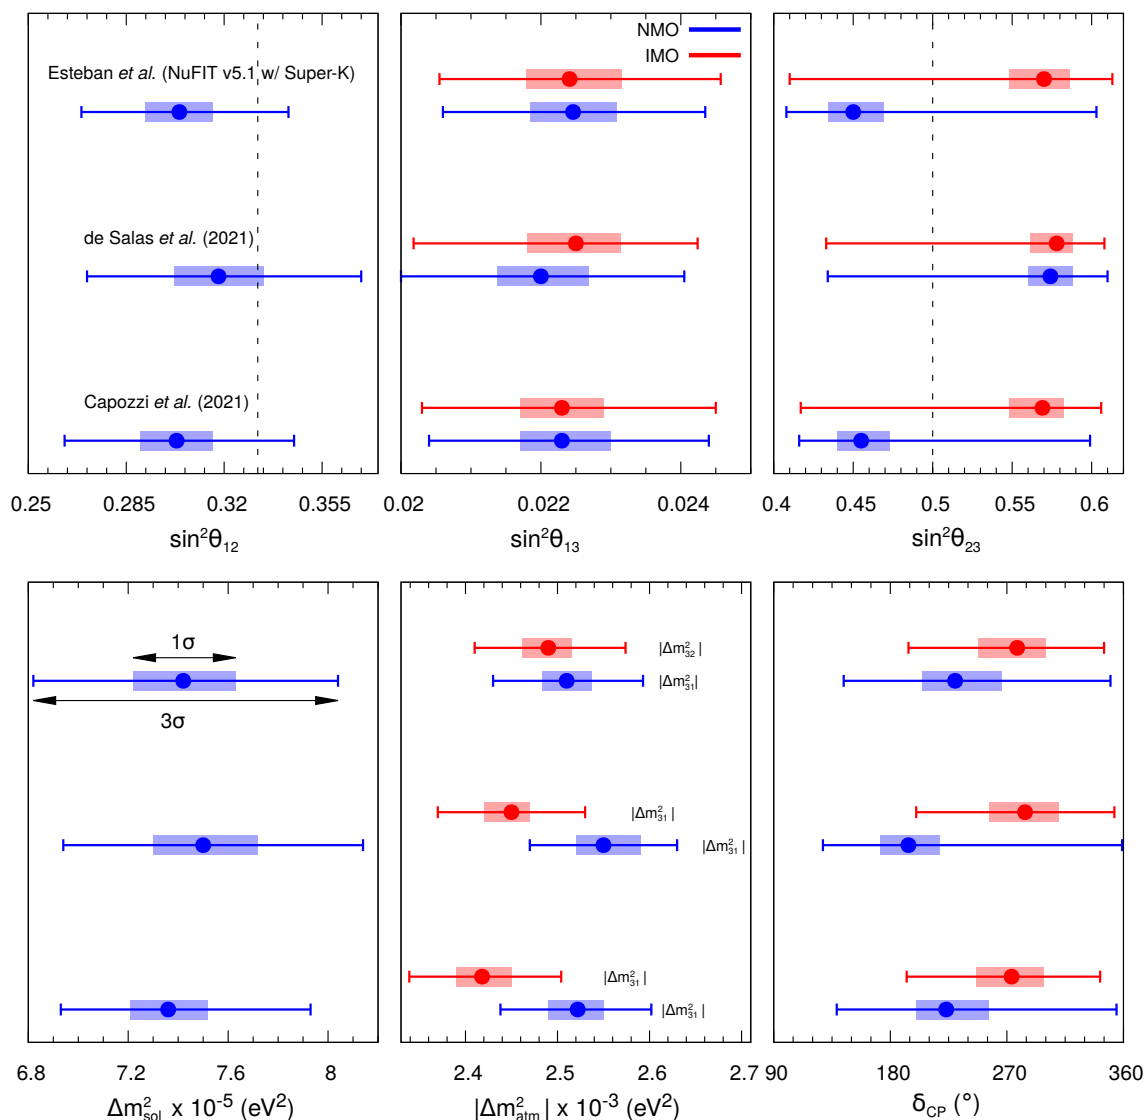 NMO
IMO
Esteban et al. (NuFIT v5.1 w/ Super-K)
de Salas et al. (2021)
Capozzi et al. (2021)
0.25 0.285 0.32 0.355
sin²θ₁₂
0.02 0.022 0.024
sin²θ₁₃
0.4 0.45 0.5 0.55 0.6
sin²θ₂₃
1σ
3σ
|Δm²₃₂|
|Δm²₃₁|
|Δm²₃₁|
|Δm²₃₁|
|Δm²₃₁|
|Δm²₃₁|
6.8 7.2 7.6 8
Δm²sol x 10⁻⁵ (eV²)
2.4 2.5 2.6 2.7
|Δm²atm| x 10⁻³ (eV²)
90 180 270 360
δCP (°)